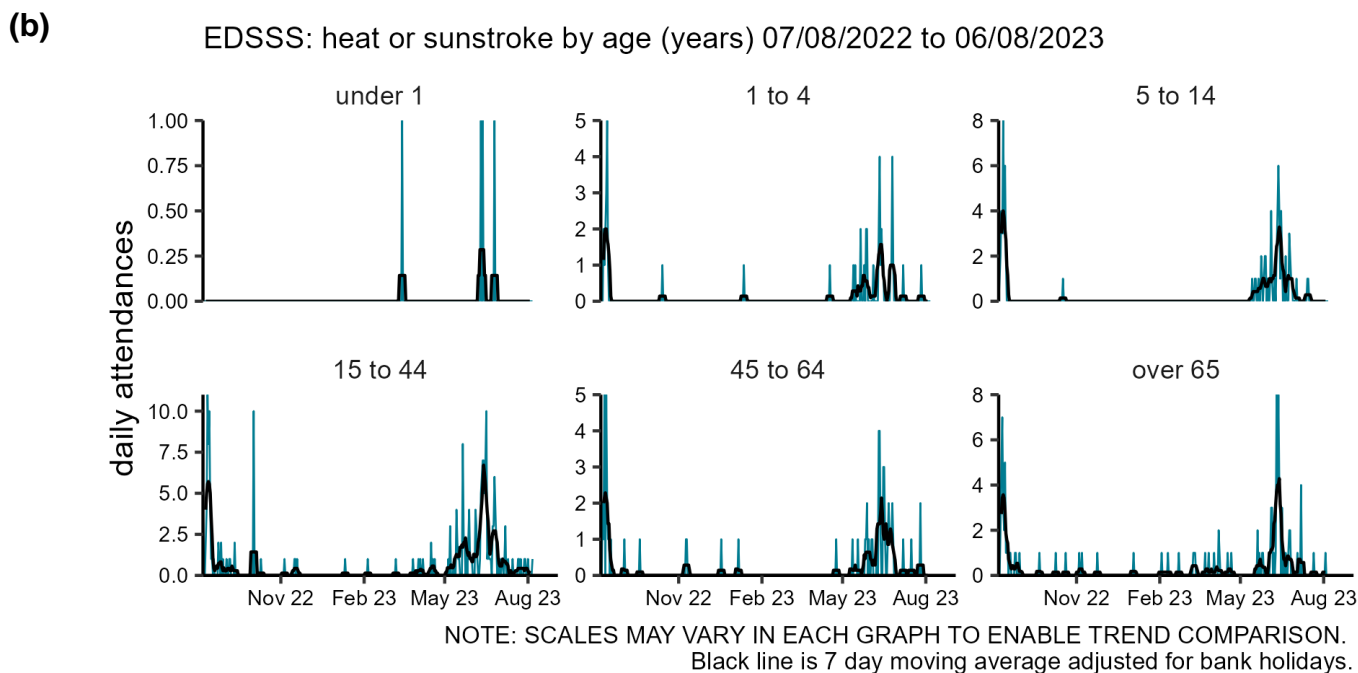 (b)
EDSSS: heat or sunstroke by age (years) 07/08/2022 to 06/08/2023
daily attendances
under 1
1.00
0.75
0.50
0.25
0.00
1 to 4
5
4
3
2
1
0
5 to 14
8
6
4
2
0
15 to 44
10.0
7.5
5.0
2.5
0.0
Nov 22 Feb 23 May 23 Aug 23
45 to 64
5
4
3
2
1
0
Nov 22 Feb 23 May 23 Aug 23
over 65
8
6
4
2
0
Nov 22 Feb 23 May 23 Aug 23
NOTE: SCALES MAY VARY IN EACH GRAPH TO ENABLE TREND COMPARISON.
Black line is 7 day moving average adjusted for bank holidays.